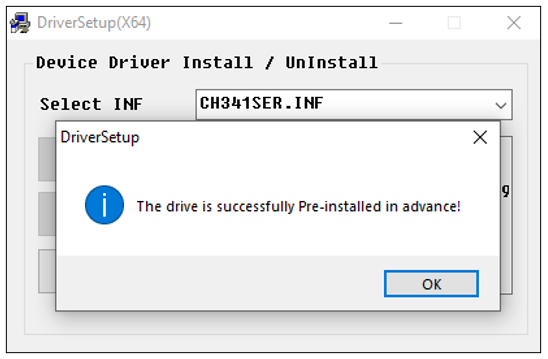 DriverSetup(X64)
Device Driver Install / UnInstall
Select INF
CH341SER.INF
DriverSetup
The drive is successfully Pre-installed in advance!
OK